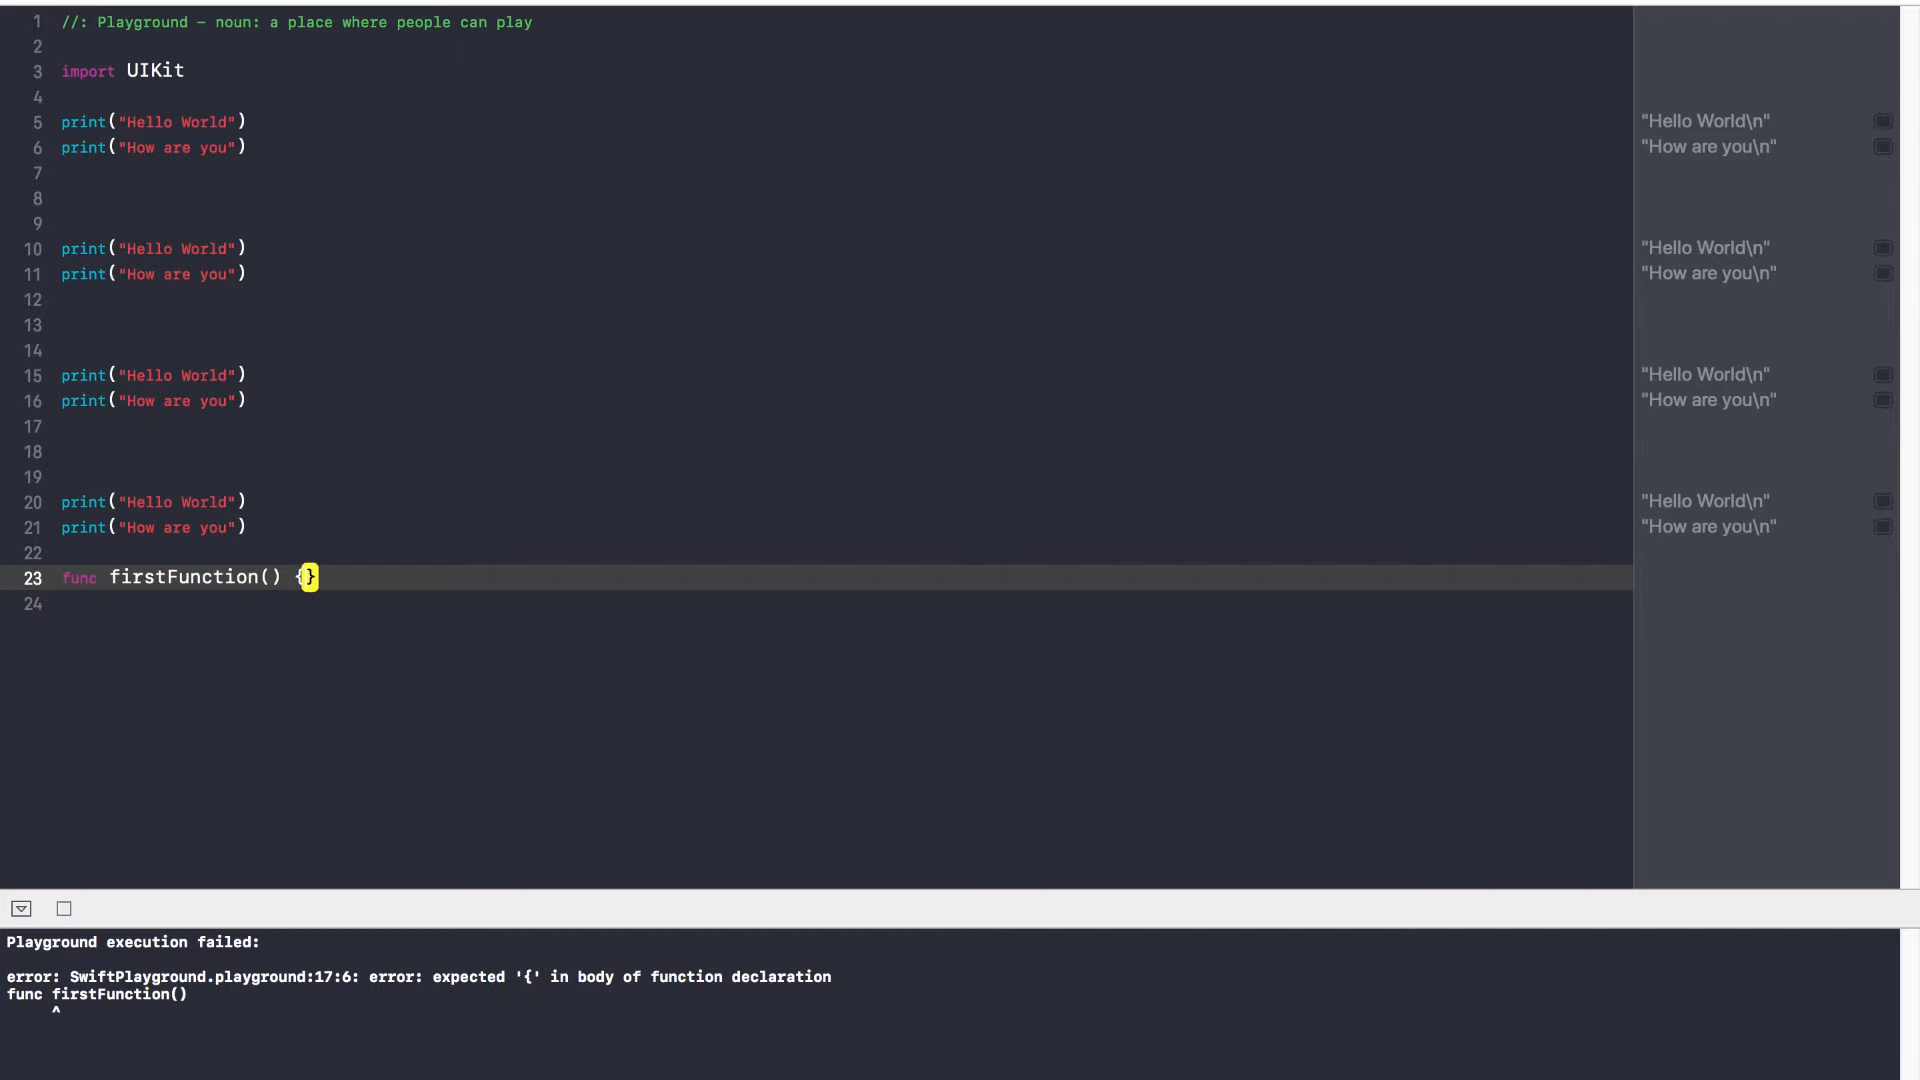 1 //: Playground – noun: a place where people can play
2
3 import UIKit
4
5 print("Hello World") "Hello World\n"
6 print("How are you") "How are you\n"
7
8
9
10 print("Hello World") "Hello World\n"
11 print("How are you") "How are you\n"
12
13
14
15 print("Hello World") "Hello World\n"
16 print("How are you") "How are you\n"
17
18
19
20 print("Hello World") "Hello World\n"
21 print("How are you") "How are you\n"
22
23 func firstFunction() {}
24
Playground execution failed:
error: SwiftPlayground.playground:17:6: error: expected '{' in body of function declaration
func firstFunction()
^